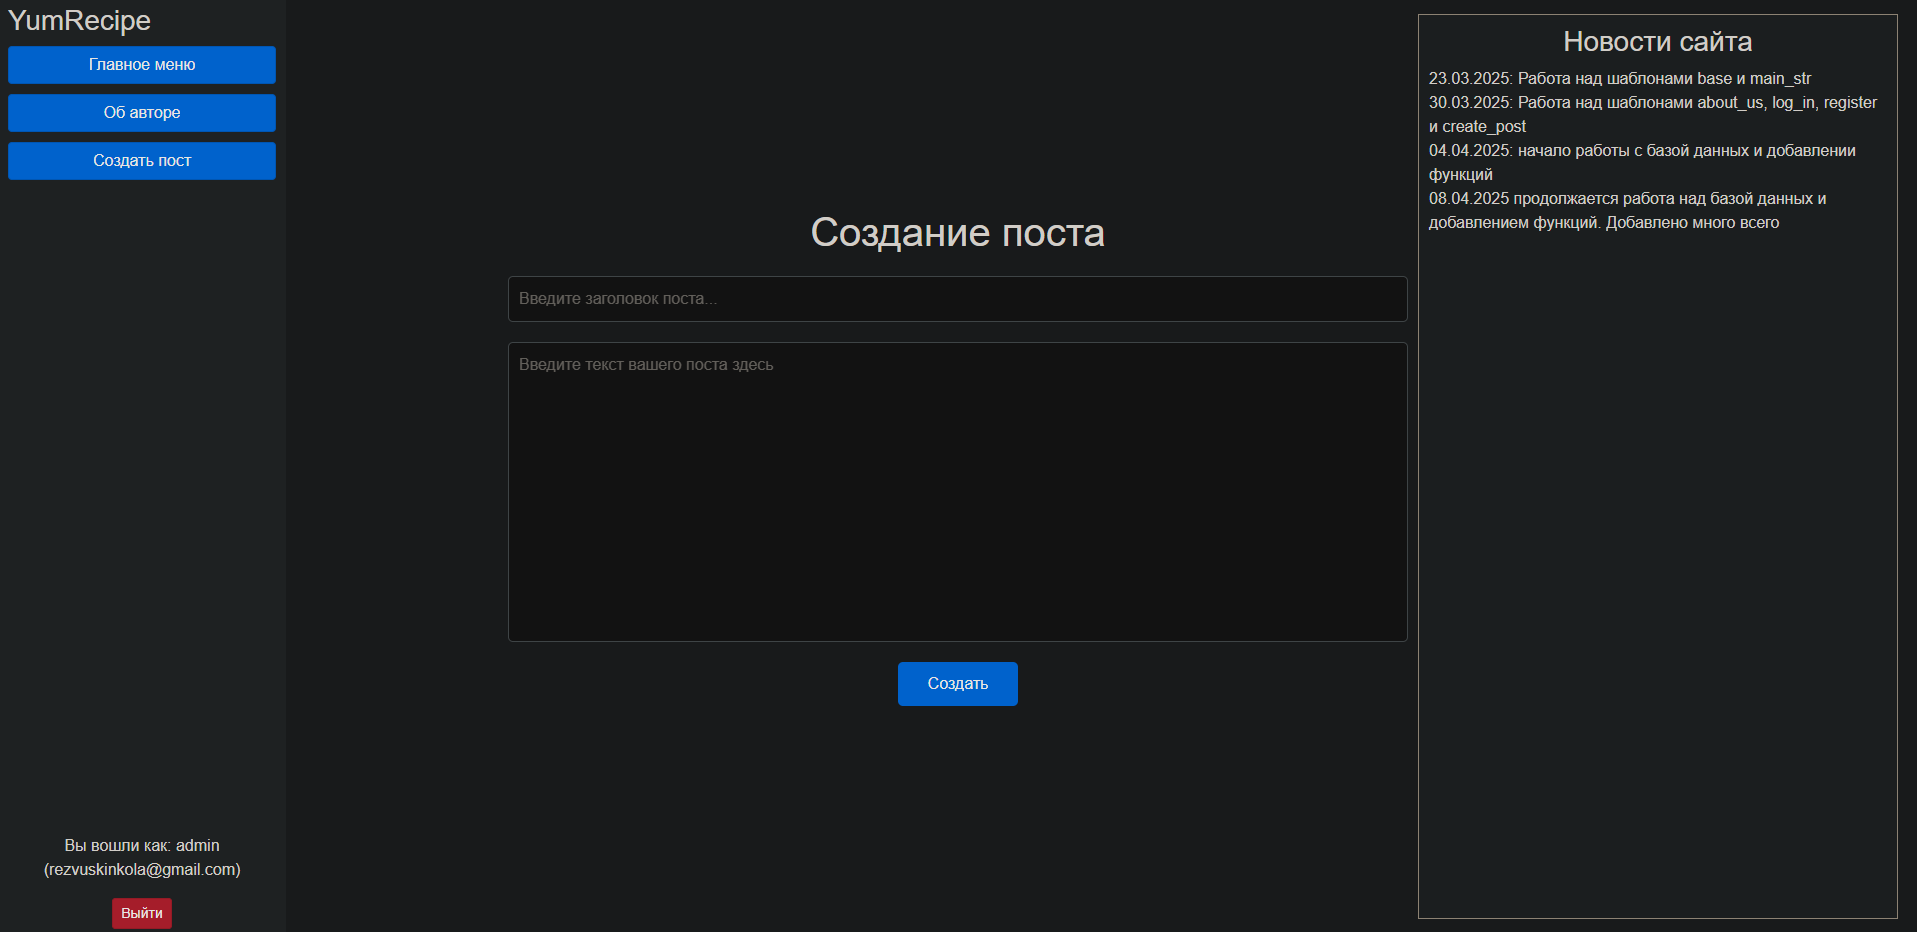 YumRecipe
Главное меню
Об авторе
Создать пост
Вы вошли как: admin
(rezvuskinkola@gmail.com)
Выйти
Создание поста
Введите заголовок поста...
Введите текст вашего поста здесь
Создать
Новости сайта
23.03.2025: Работа над шаблонами base и main_str
30.03.2025: Работа над шаблонами about_us, log_in, register
и create_post
04.04.2025: начало работы с базой данных и добавлении
функций
08.04.2025 продолжается работа над базой данных и
добавлением функций. Добавлено много всего